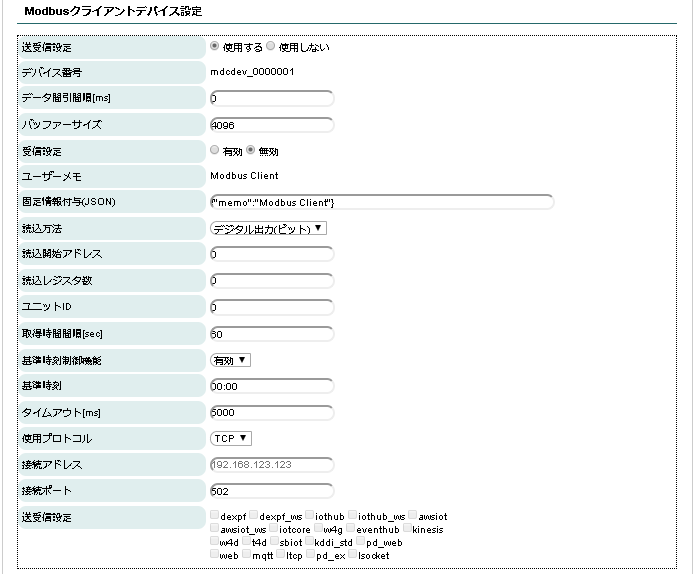 Modbusクライアントデバイス設定
送受信設定 使用する 使用しない
デバイス番号 mdcdev_0000001
データ間引間隔[ms] 0
バッファーサイズ 4096
受信設定 有効 無効
ユーザーメモ Modbus Client
固定情報付与(JSON) {"memo":"Modbus Client"}
読込方法 デジタル出力(ビット) ▼
読込開始アドレス 0
読込レジスタ数 0
ユニットID 0
取得時間間隔[sec] 60
基準時刻制御機能 有効 ▼
基準時刻 00:00
タイムアウト[ms] 5000
使用プロトコル TCP ▼
接続アドレス 192.168.123.123
接続ポート 502
送受信設定 dexpf dexpf_ws iothub iothub_ws awsiot
awsiot_ws iotcore w4g eventhub kinesis
w4d t4d sbiot kddi_std pd_web
web mqtt ltcp pd_ex lsocket